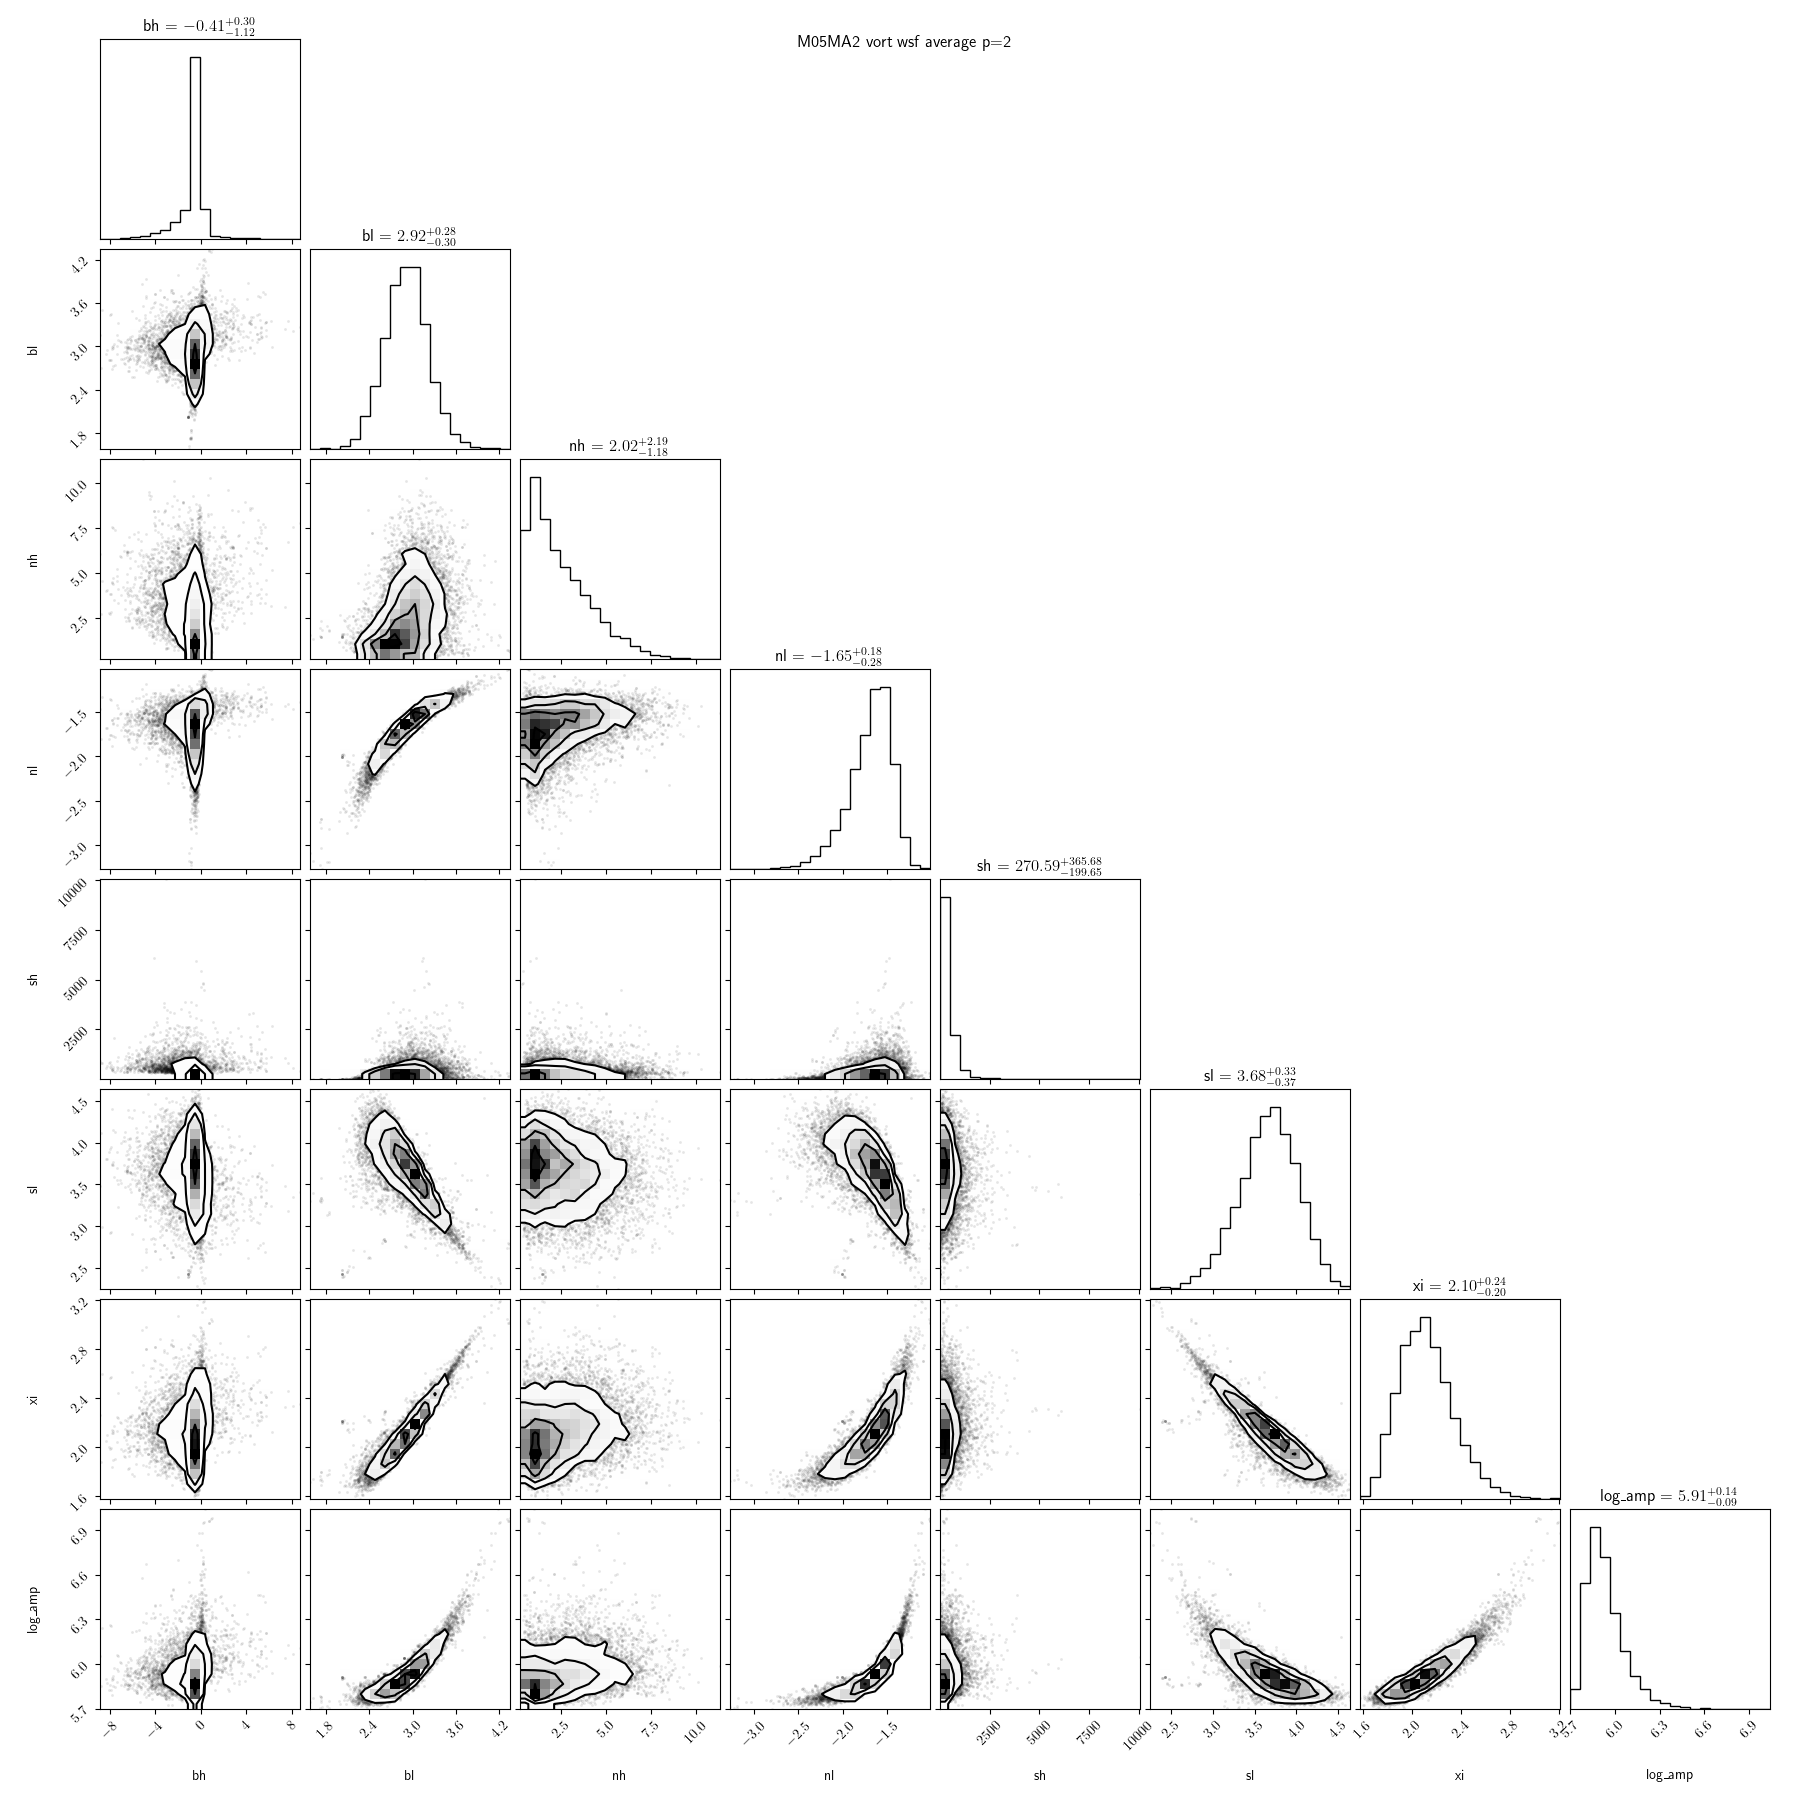 M05MA2 vort wsf average p=2
bh = −0.41 +0.30 −1.12
bl = 2.92 +0.28 −0.30
4.2
3.6
3.0
2.4
1.8
bl
nh = 2.02 +2.19 −1.18
10.0
7.5
5.0
2.5
nh
nl = −1.65 +0.18 −0.28
−1.5
−2.0
−2.5
−3.0
nl
sh = 270.59 +365.68 −199.65
10000
7500
5000
2500
sh
sl = 3.68 +0.33 −0.37
4.5
4.0
3.5
3.0
2.5
sl
xi = 2.10 +0.24 −0.20
3.2
2.8
2.4
2.0
1.6
xi
log_amp = 5.91 +0.14 −0.09
6.9
6.6
6.3
6.0
5.7
log_amp
−8 −4 0 4 8 1.8 2.4 3.0 3.6 4.2 2.5 5.0 7.5 10.0 −3.0 −2.5 −2.0 −1.5 2500 5000 7500 10000 2.5 3.0 3.5 4.0 4.5 1.6 2.0 2.4 2.8 3.2 5.7 6.0 6.3 6.6 6.9
bh bl nh nl sh sl xi log_amp